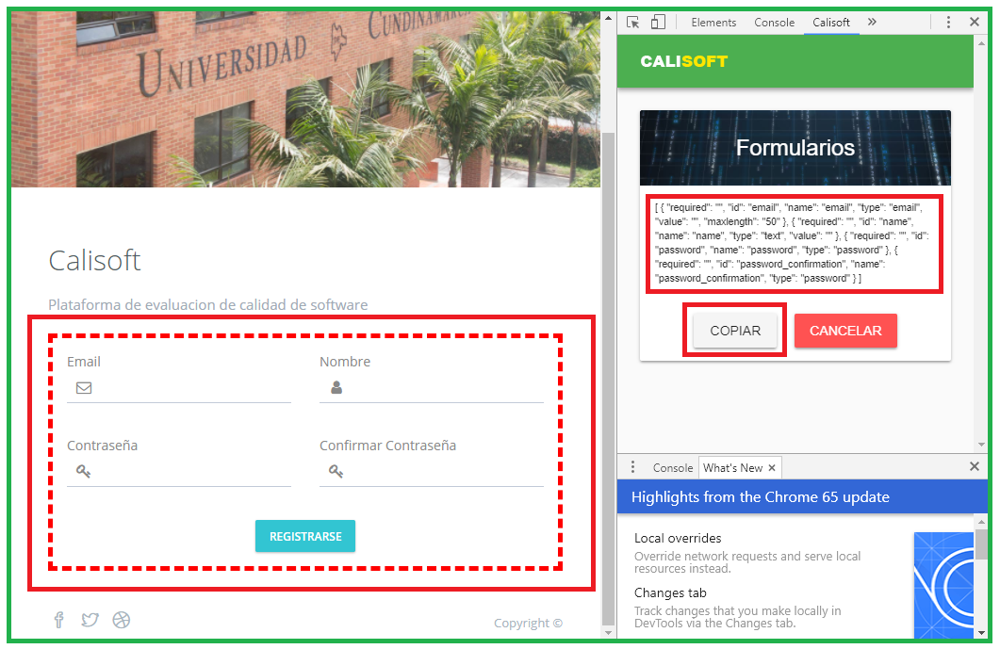 UNIVERSIDAD
CUNDINAMARCA
Calisoft
Plataforma de evaluacion de calidad de software
Email
Nombre
Contraseña
Confirmar Contraseña
REGISTRARSE
Copyright ©
Elements Console Calisoft »
CALISOFT
Formularios
[ { "required": "", "id": "email", "name": "email", "type": "email",
"value": "", "maxlength": "50" }, { "required": "", "id": "name",
"name": "name", "type": "text", "value": "" }, { "required": "", "id":
"password", "name": "password", "type": "password" }, {
"required": "", "id": "password_confirmation", "name":
"password_confirmation", "type": "password" } ]
COPIAR
CANCELAR
Console What's New ×
Highlights from the Chrome 65 update
Local overrides
Override network requests and serve local
resources instead.
Changes tab
Track changes that you make locally in
DevTools via the Changes tab.